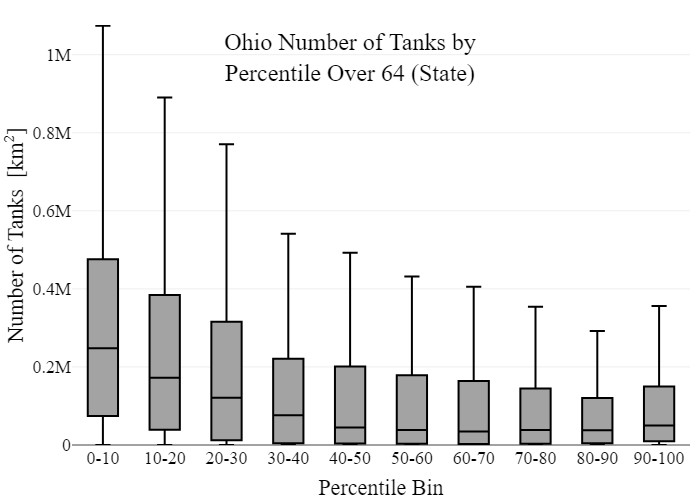 Ohio Number of Tanks by
Percentile Over 64 (State)
Number of Tanks [km²]
1M
0.8M
0.6M
0.4M
0.2M
0
0-10 10-20 20-30 30-40 40-50 50-60 60-70 70-80 80-90 90-100
Percentile Bin